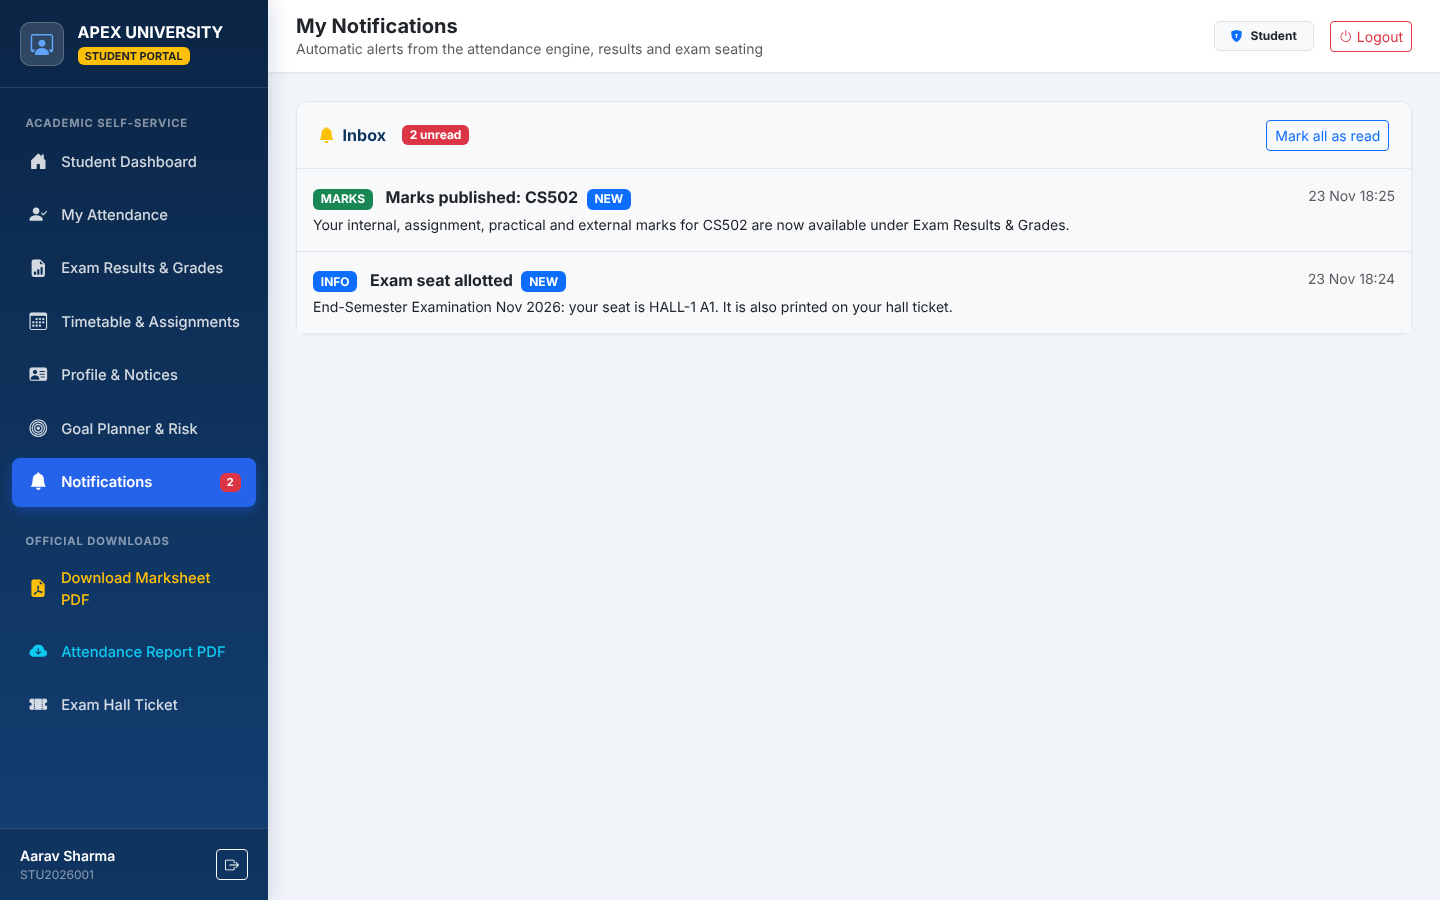 APEX UNIVERSITY
STUDENT PORTAL
ACADEMIC SELF-SERVICE
Student Dashboard
My Attendance
Exam Results & Grades
Timetable & Assignments
Profile & Notices
Goal Planner & Risk
Notifications 2
OFFICIAL DOWNLOADS
Download Marksheet
PDF
Attendance Report PDF
Exam Hall Ticket
Aarav Sharma
STU2026001
My Notifications
Automatic alerts from the attendance engine, results and exam seating
Student
Logout
Inbox 2 unread
Mark all as read
MARKS Marks published: CS502 NEW 23 Nov 18:25
Your internal, assignment, practical and external marks for CS502 are now available under Exam Results & Grades.
INFO Exam seat allotted NEW 23 Nov 18:24
End-Semester Examination Nov 2026: your seat is HALL-1 A1. It is also printed on your hall ticket.